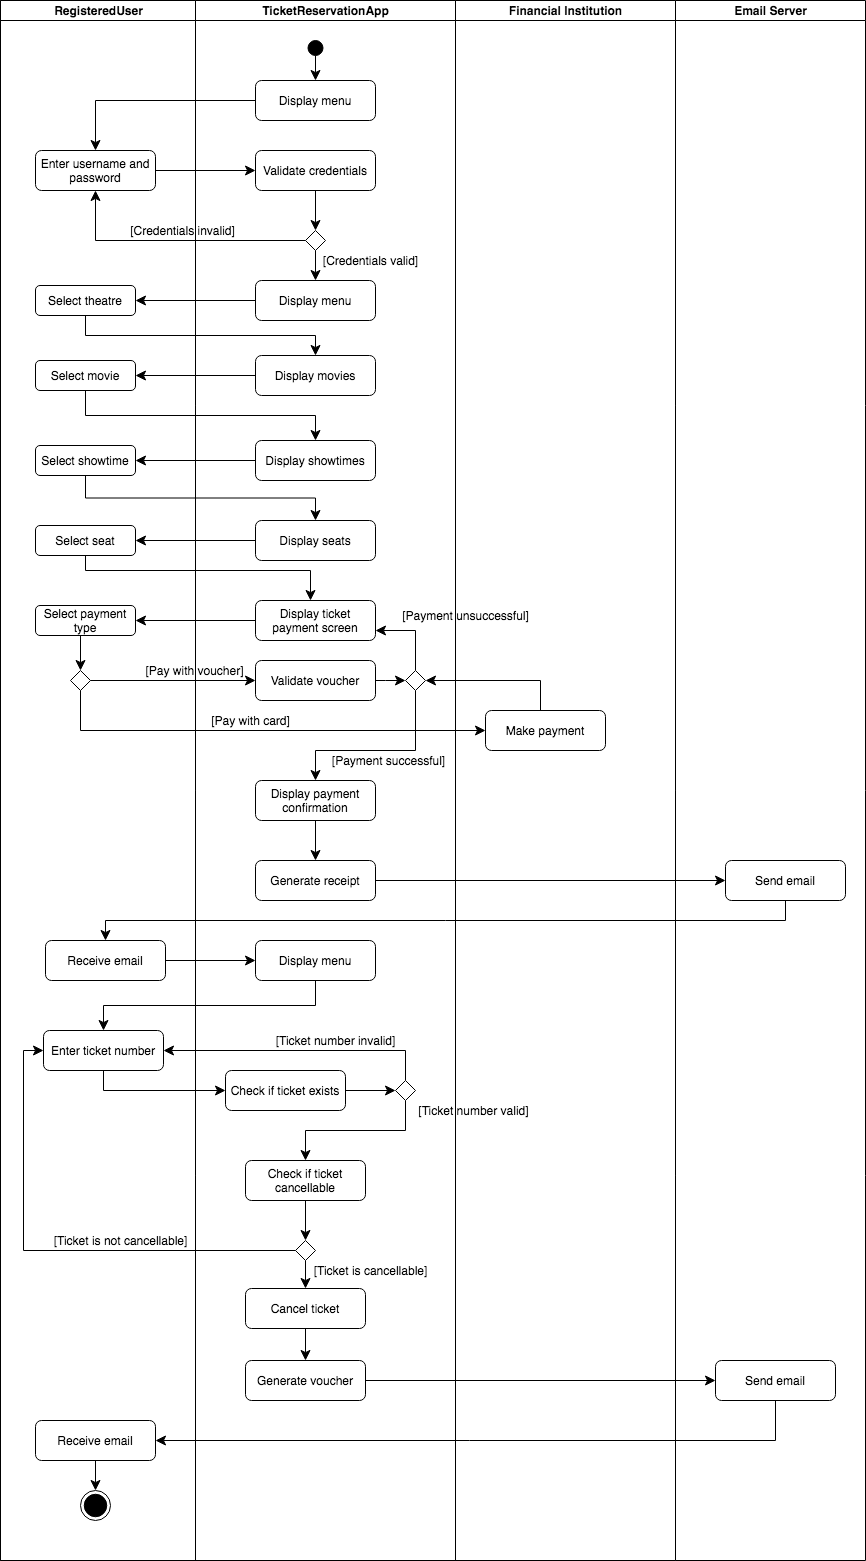 RegisteredUser
TicketReservationApp
Financial Institution
Email Server
Display menu
Enter username and
password
Validate credentials
[Credentials invalid]
[Credentials valid]
Select theatre
Display menu
Select movie
Display movies
Select showtime
Display showtimes
Select seat
Display seats
Select payment
type
Display ticket
payment screen
[Payment unsuccessful]
[Pay with voucher]
Validate voucher
[Pay with card]
Make payment
[Payment successful]
Display payment
confirmation
Generate receipt
Send email
Receive email
Display menu
Enter ticket number
[Ticket number invalid]
Check if ticket exists
[Ticket number valid]
Check if ticket
cancellable
[Ticket is not cancellable]
[Ticket is cancellable]
Cancel ticket
Generate voucher
Send email
Receive email